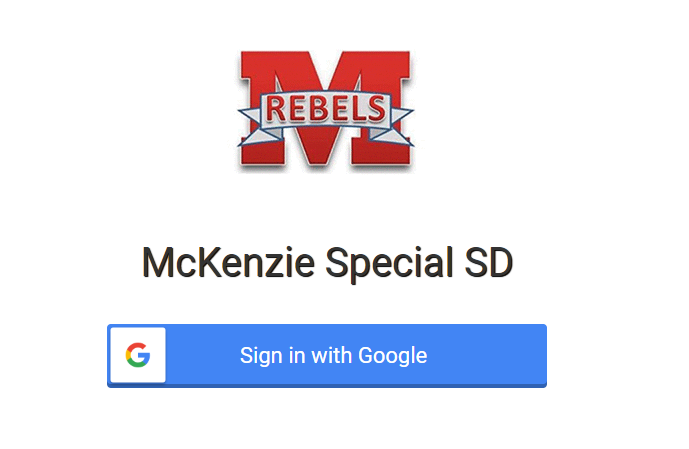 M
REBELS
McKenzie Special SD
G
Sign in with Google